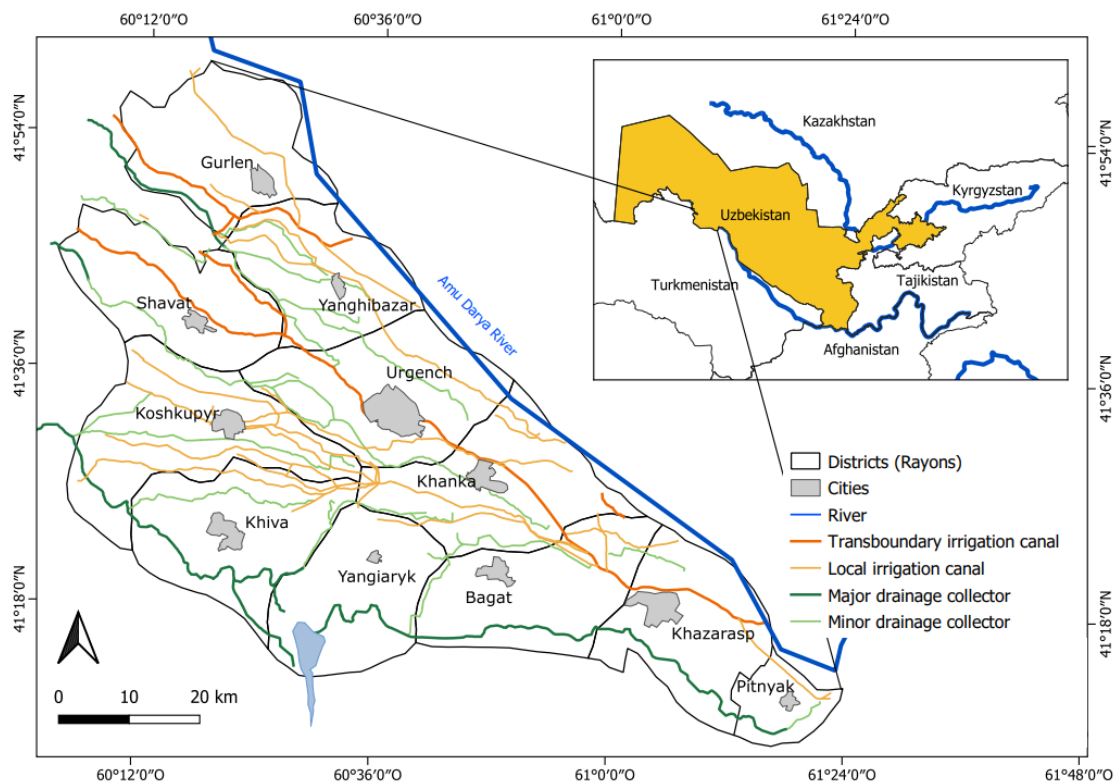 60°12′0″O 60°36′0″O 61°0′0″O 61°24′0″O
41°54′0″N
41°36′0″N
41°18′0″N
41°54′0″N
41°36′0″N
41°18′0″N
Kazakhstan
Kyrgyzstan
Uzbekistan
Turkmenistan
Tajikistan
Afghanistan
Gurlen
Yanghibazar
Shavat
Amu Darya River
Urgench
Koshkupyr
Khanka
Khiva
Yangiaryk
Bagat
Khazarasp
Pitnyak
Districts (Rayons)
Cities
River
Transboundary irrigation canal
Local irrigation canal
Major drainage collector
Minor drainage collector
0 10 20 km
60°12′0″O 60°36′0″O 61°0′0″O 61°24′0″O 61°48′0″O